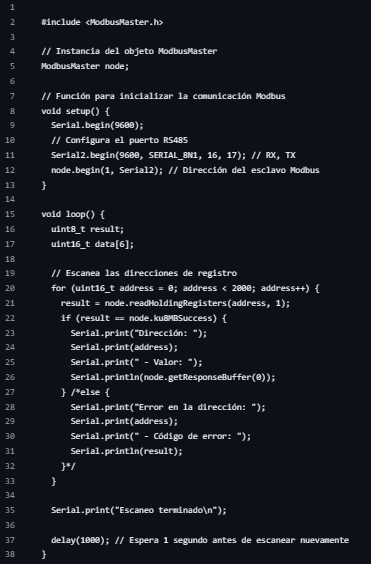 1
2 #include <ModbusMaster.h>
3
4 // Instancia del objeto ModbusMaster
5 ModbusMaster node;
6
7 // Función para inicializar la comunicación Modbus
8 void setup() {
9   Serial.begin(9600);
10   // Configura el puerto RS485
11   Serial2.begin(9600, SERIAL_8N1, 16, 17); // RX, TX
12   node.begin(1, Serial2); // Dirección del esclavo Modbus
13 }
14
15 void loop() {
16   uint8_t result;
17   uint16_t data[6];
18
19   // Escanea las direcciones de registro
20   for (uint16_t address = 0; address < 2000; address++) {
21     result = node.readHoldingRegisters(address, 1);
22     if (result == node.ku8MBSuccess) {
23       Serial.print("Dirección: ");
24       Serial.print(address);
25       Serial.print(" - Valor: ");
26       Serial.println(node.getResponseBuffer(0));
27     } /*else {
28       Serial.print("Error en la dirección: ");
29       Serial.print(address);
30       Serial.print(" - Código de error: ");
31       Serial.println(result);
32     }*/
33   }
34
35   Serial.print("Escaneo terminado\n");
36
37   delay(1000); // Espera 1 segundo antes de escanear nuevamente
38 }